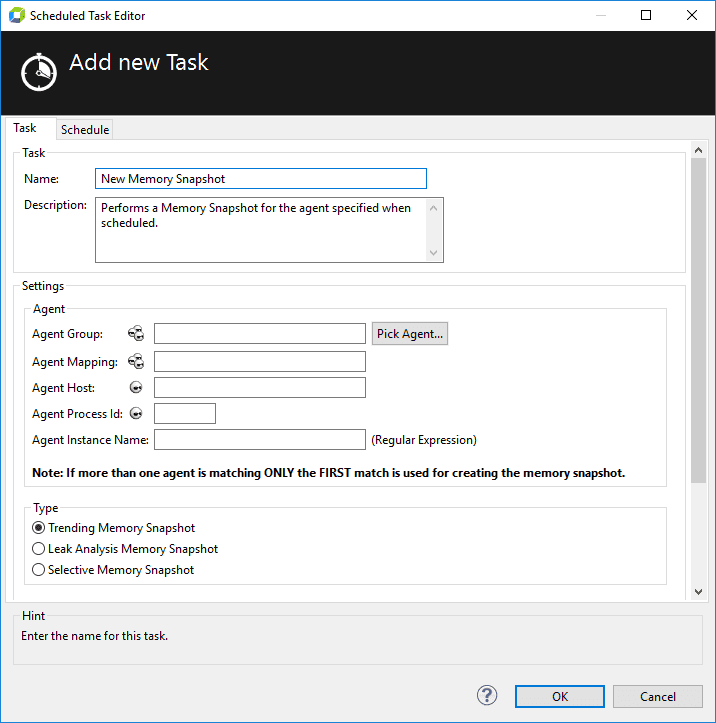 Scheduled Task Editor
Add new Task
Task
Schedule
Task
Name:
New Memory Snapshot
Description:
Performs a Memory Snapshot for the agent specified when
scheduled.
Settings
Agent
Agent Group:
Pick Agent...
Agent Mapping:
Agent Host:
Agent Process Id:
Agent Instance Name:
(Regular Expression)
Note: If more than one agent is matching ONLY the FIRST match is used for creating the memory snapshot.
Type
Trending Memory Snapshot
Leak Analysis Memory Snapshot
Selective Memory Snapshot
Hint
Enter the name for this task.
?
OK
Cancel